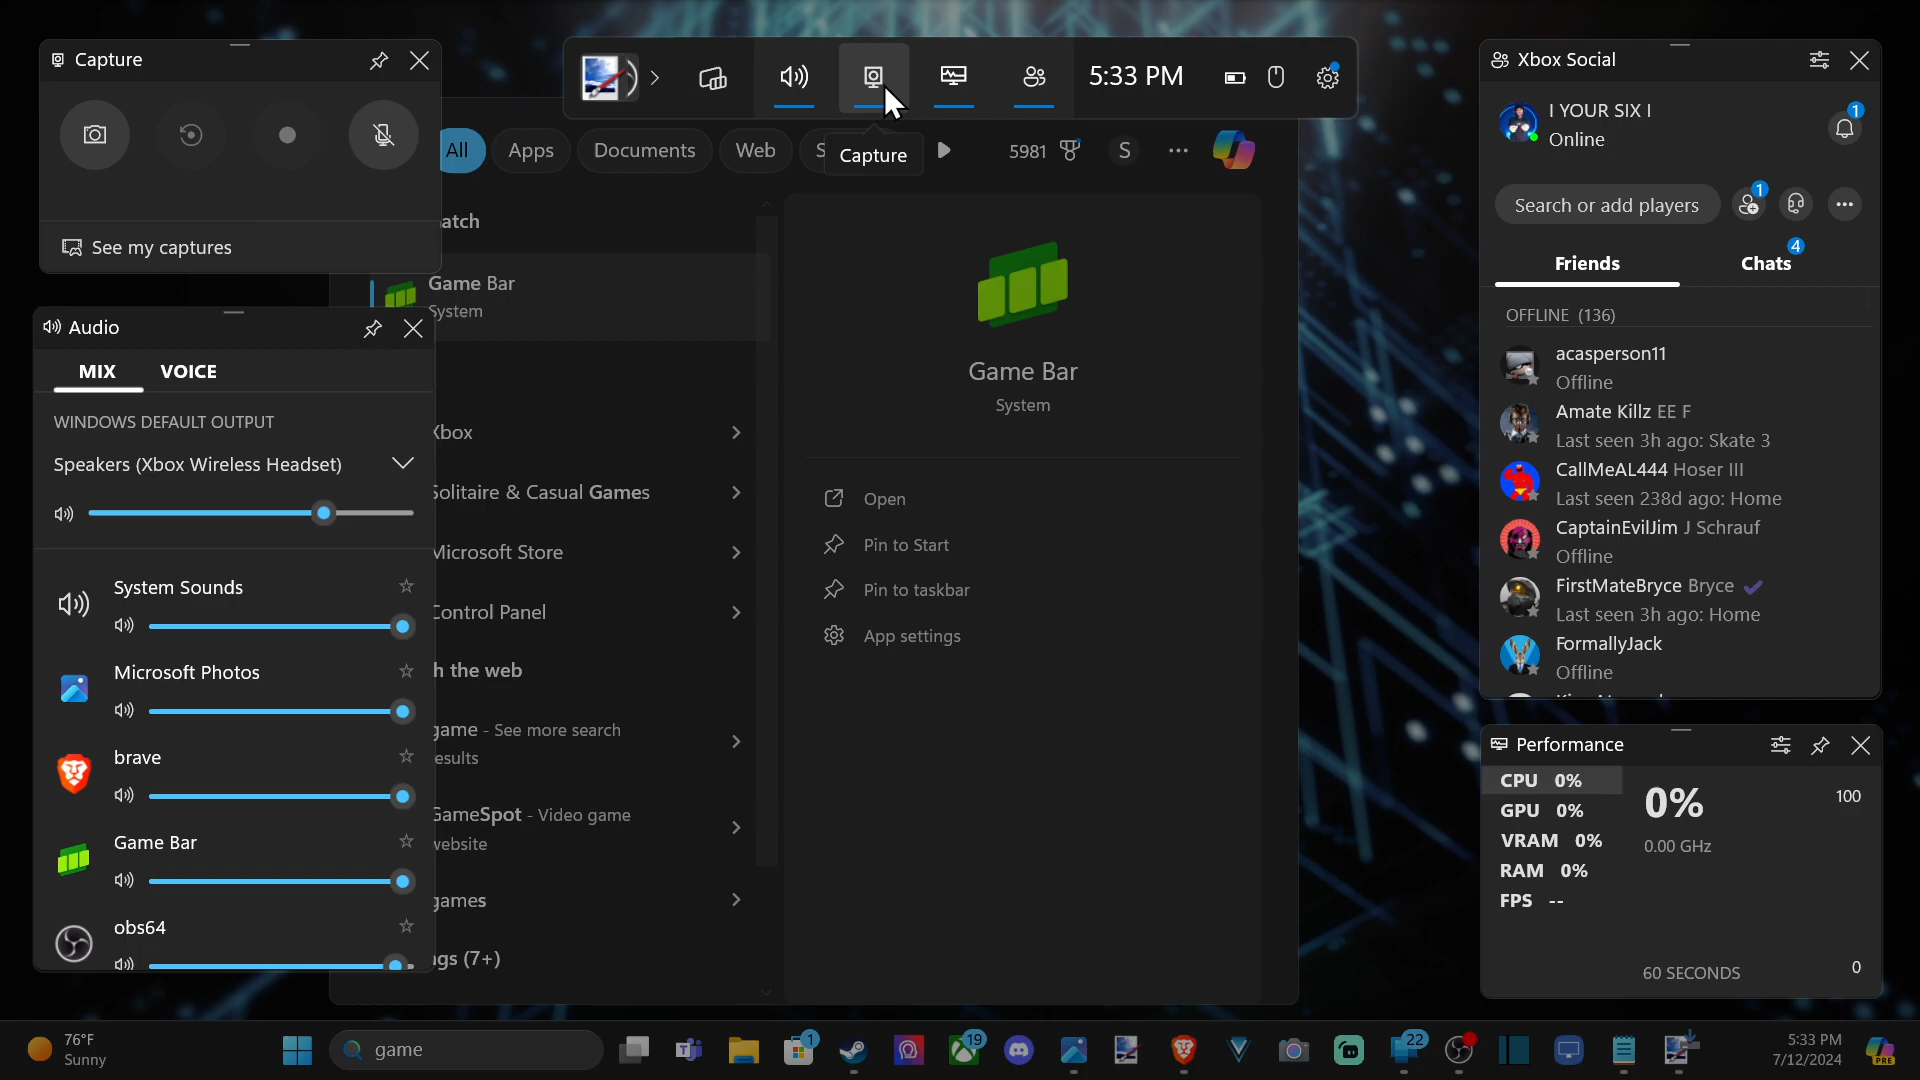 Capture
See my captures
5:33 PM
Capture
All
Apps
Documents
Web
S
5981
S
atch
Game Bar
System
Xbox
Solitaire & Casual Games
Microsoft Store
Control Panel
h the web
game - See more search
esults
GameSpot - Video game
website
games
ngs (7+)
Game Bar
System
Open
Pin to Start
Pin to taskbar
App settings
Audio
MIX
VOICE
WINDOWS DEFAULT OUTPUT
Speakers (Xbox Wireless Headset)
System Sounds
Microsoft Photos
brave
Game Bar
obs64
Xbox Social
I YOUR SIX I
Online
1
Search or add players
1
Friends
Chats
4
OFFLINE (136)
acasperson11
Offline
Amate Killz EE F
Last seen 3h ago: Skate 3
CallMeAL444 Hoser III
Last seen 238d ago: Home
CaptainEvilJim J Schrauf
Offline
FirstMateBryce Bryce
Last seen 3h ago: Home
FormallyJack
Offline
Performance
CPU 0%
GPU 0%
VRAM 0%
RAM 0%
FPS --
0%
0.00 GHz
100
60 SECONDS
0
76°F
Sunny
game
1
19
22
5:33 PM
7/12/2024
PRE